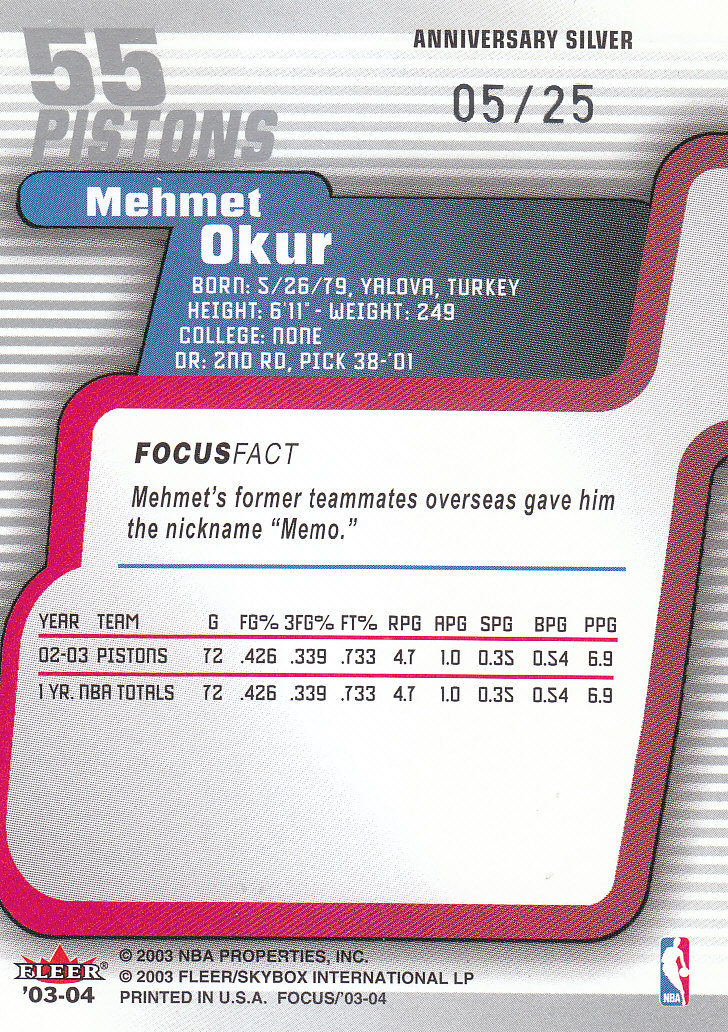 55
PISTONS
ANNIVERSARY SILVER
05/25
Mehmet
Okur
BORN: 5/26/79, YALOVA, TURKEY
HEIGHT: 6'11" - WEIGHT: 249
COLLEGE: NONE
DR: 2ND RD, PICK 38-'01
FOCUSFACT
Mehmet's former teammates overseas gave him
the nickname “Memo.”
YEAR TEAM G FG% 3FG% FT% RPG APG SPG BPG PPG
02-03 PISTONS 72 .426 .339 .733 4.7 1.0 0.35 0.54 6.9
1 YR. NBA TOTALS 72 .426 .339 .733 4.7 1.0 0.35 0.54 6.9
FLEER®
'03-04
© 2003 NBA PROPERTIES, INC.
© 2003 FLEER/SKYBOX INTERNATIONAL LP
PRINTED IN U.S.A. FOCUS/'03-04
NBA